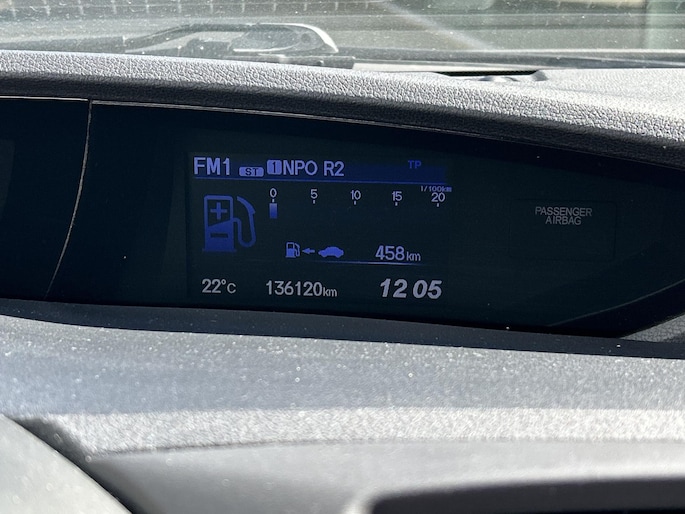 FM1 ST 1 NPO R2 TP
l/100km
0 5 10 15 20
PASSENGER
AIRBAG
458km
22°C 136120km 12 05